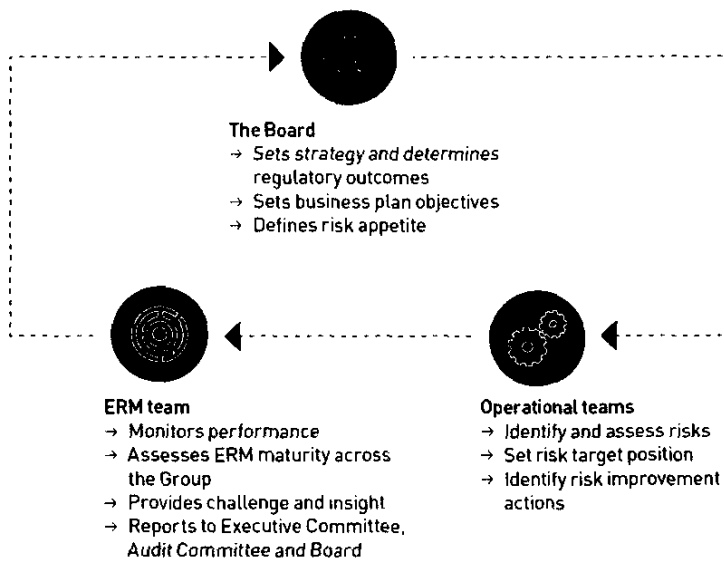 The Board
→ Sets strategy and determines
regulatory outcomes
→ Sets business plan objectives
→ Defines risk appetite
ERM team
→ Monitors performance
→ Assesses ERM maturity across
the Group
→ Provides challenge and insight
→ Reports to Executive Committee,
Audit Committee and Board
Operational teams
→ Identify and assess risks
→ Set risk target position
→ Identify risk improvement
actions